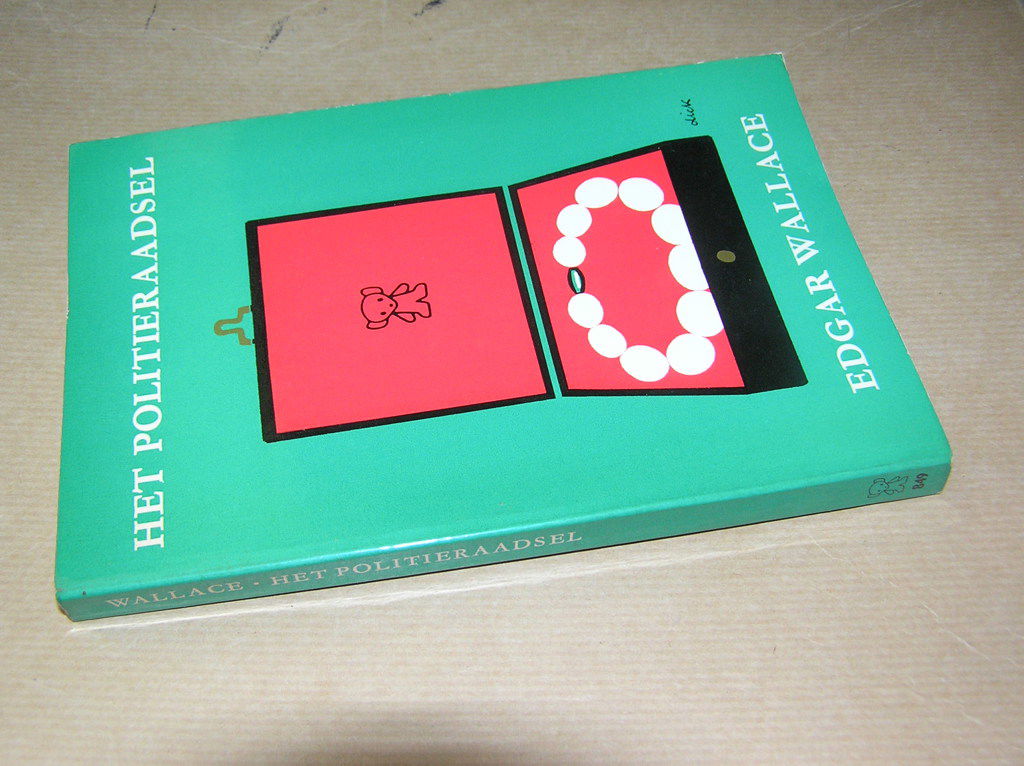 HET POLITIERAADSEL
dick
EDGAR WALLACE
WALLACE · HET POLITIERAADSEL
849